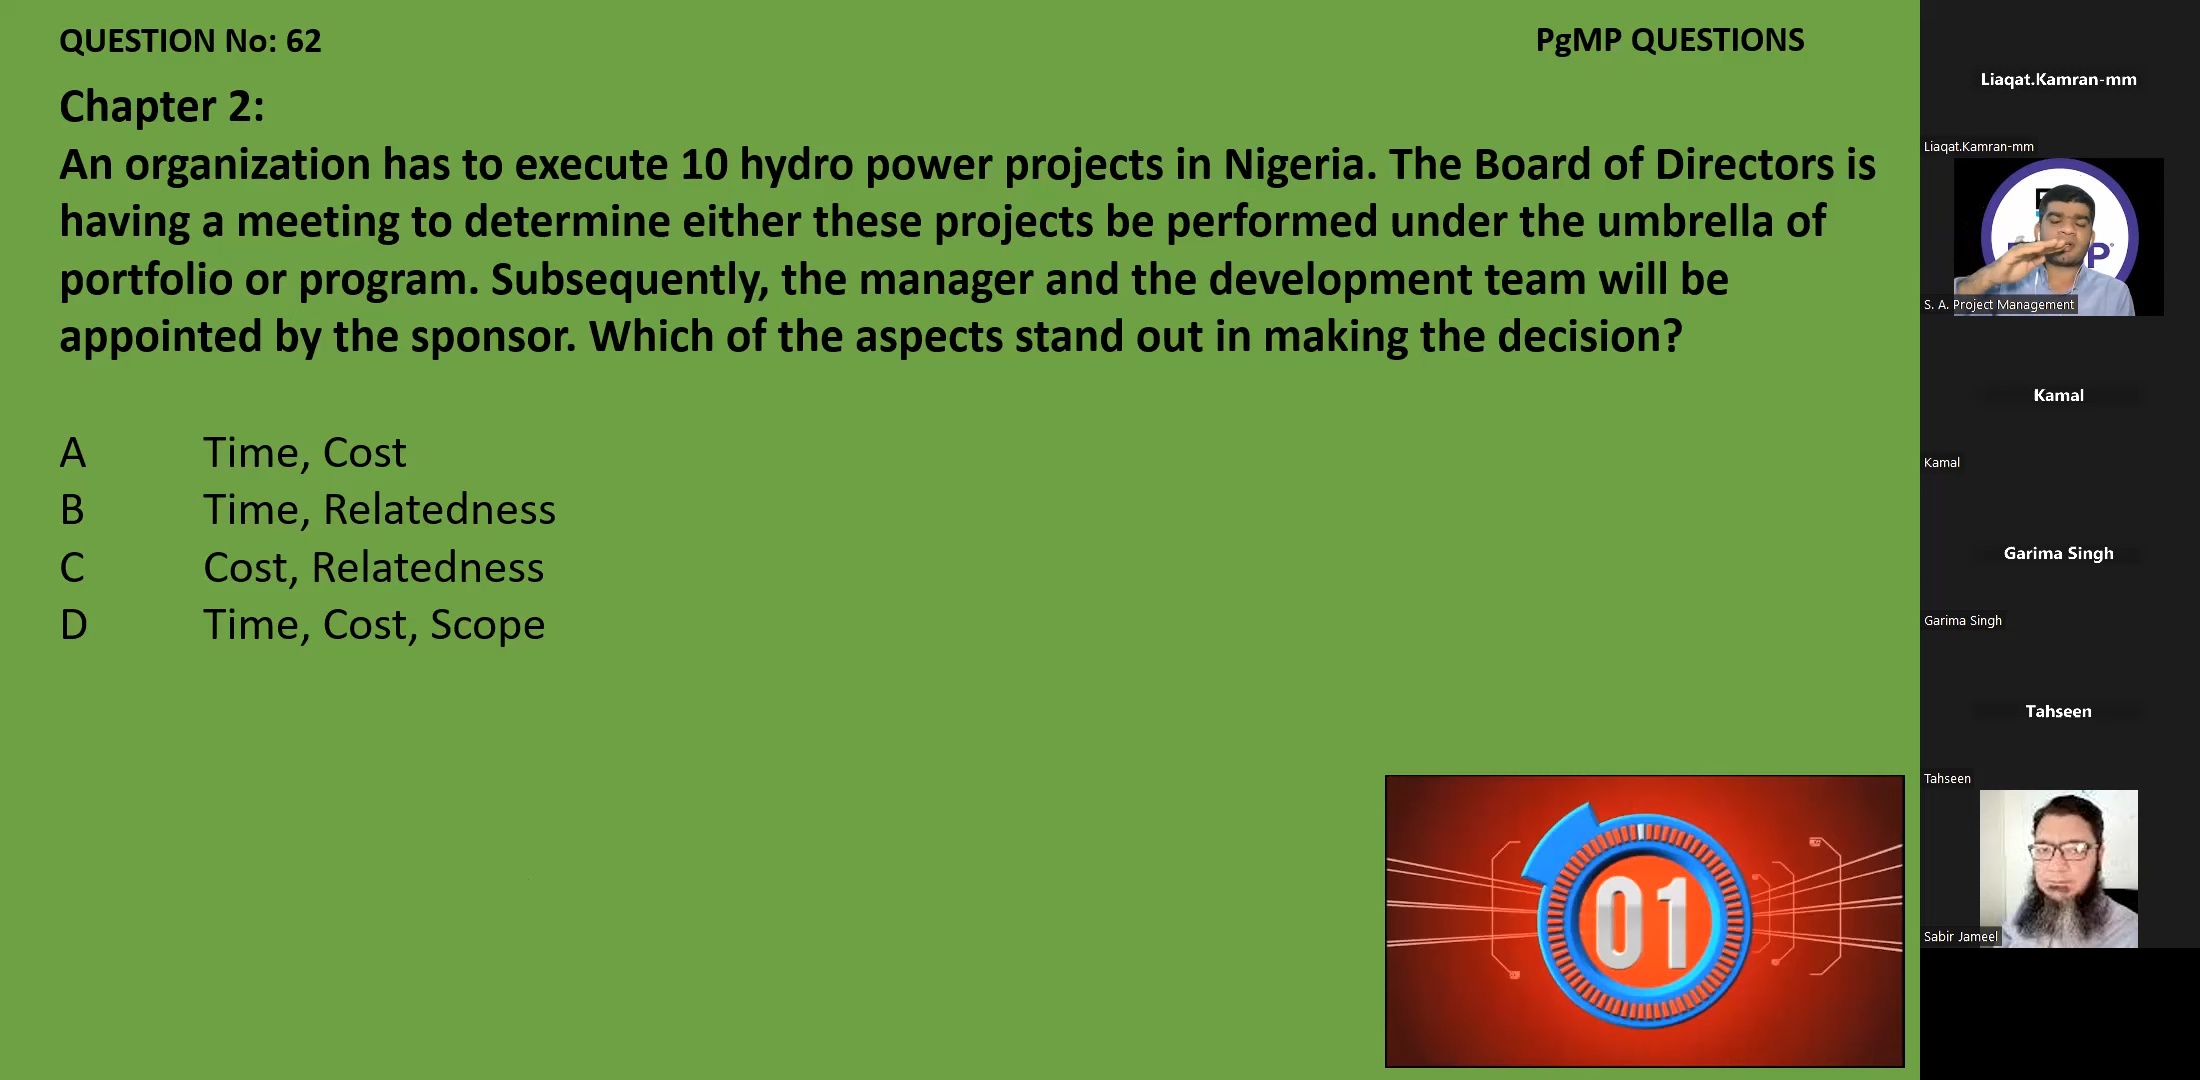 QUESTION No: 62
PgMP QUESTIONS
Chapter 2:
An organization has to execute 10 hydro power projects in Nigeria. The Board of Directors is
having a meeting to determine either these projects be performed under the umbrella of
portfolio or program. Subsequently, the manager and the development team will be
appointed by the sponsor. Which of the aspects stand out in making the decision?
A Time, Cost
B Time, Relatedness
C Cost, Relatedness
D Time, Cost, Scope
01
Liaqat.Kamran-mm
Liaqat.Kamran-mm
P
S. A. Project Management
Kamal
Kamal
Garima Singh
Garima Singh
Tahseen
Tahseen
Sabir Jameel